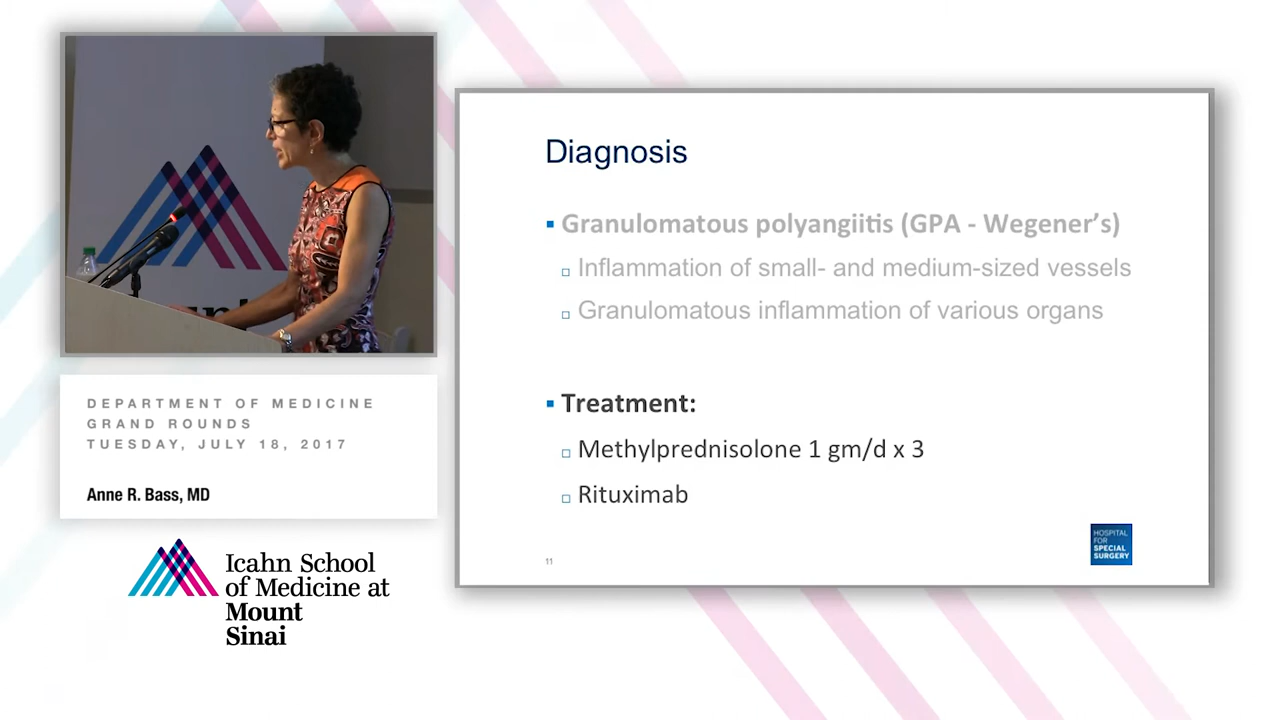 Diagnosis
▪ Granulomatous polyangiitis (GPA - Wegener’s)
▫ Inflammation of small- and medium-sized vessels
▫ Granulomatous inflammation of various organs
▪ Treatment:
▫ Methylprednisolone 1 gm/d x 3
▫ Rituximab
11
HOSPITAL
FOR
SPECIAL
SURGERY
DEPARTMENT OF MEDICINE
GRAND ROUNDS
TUESDAY, JULY 18, 2017
Anne R. Bass, MD
Icahn School
of Medicine at
Mount
Sinai